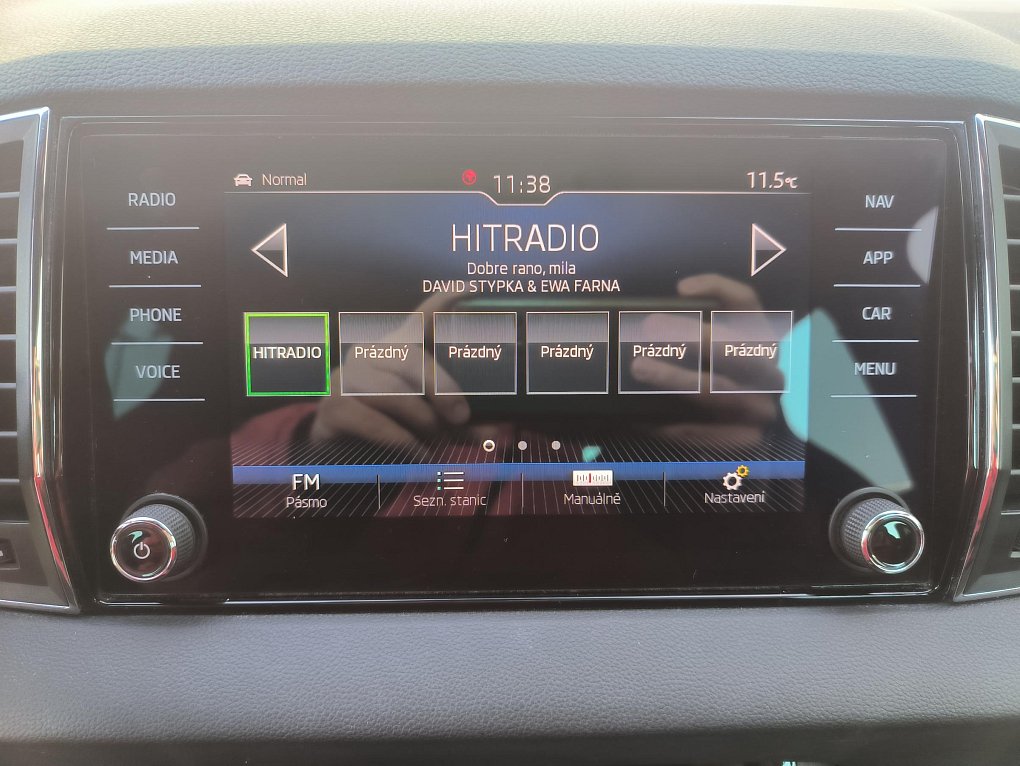 Normal
11:38
11.5°C
RADIO
MEDIA
PHONE
VOICE
HITRADIO
Dobre rano, mila
DAVID STYPKA & EWA FARNA
HITRADIO
Prázdný
Prázdný
Prázdný
Prázdný
Prázdný
FM
Pásmo
Sezn. stanic
Manuálně
Nastavení
NAV
APP
CAR
MENU